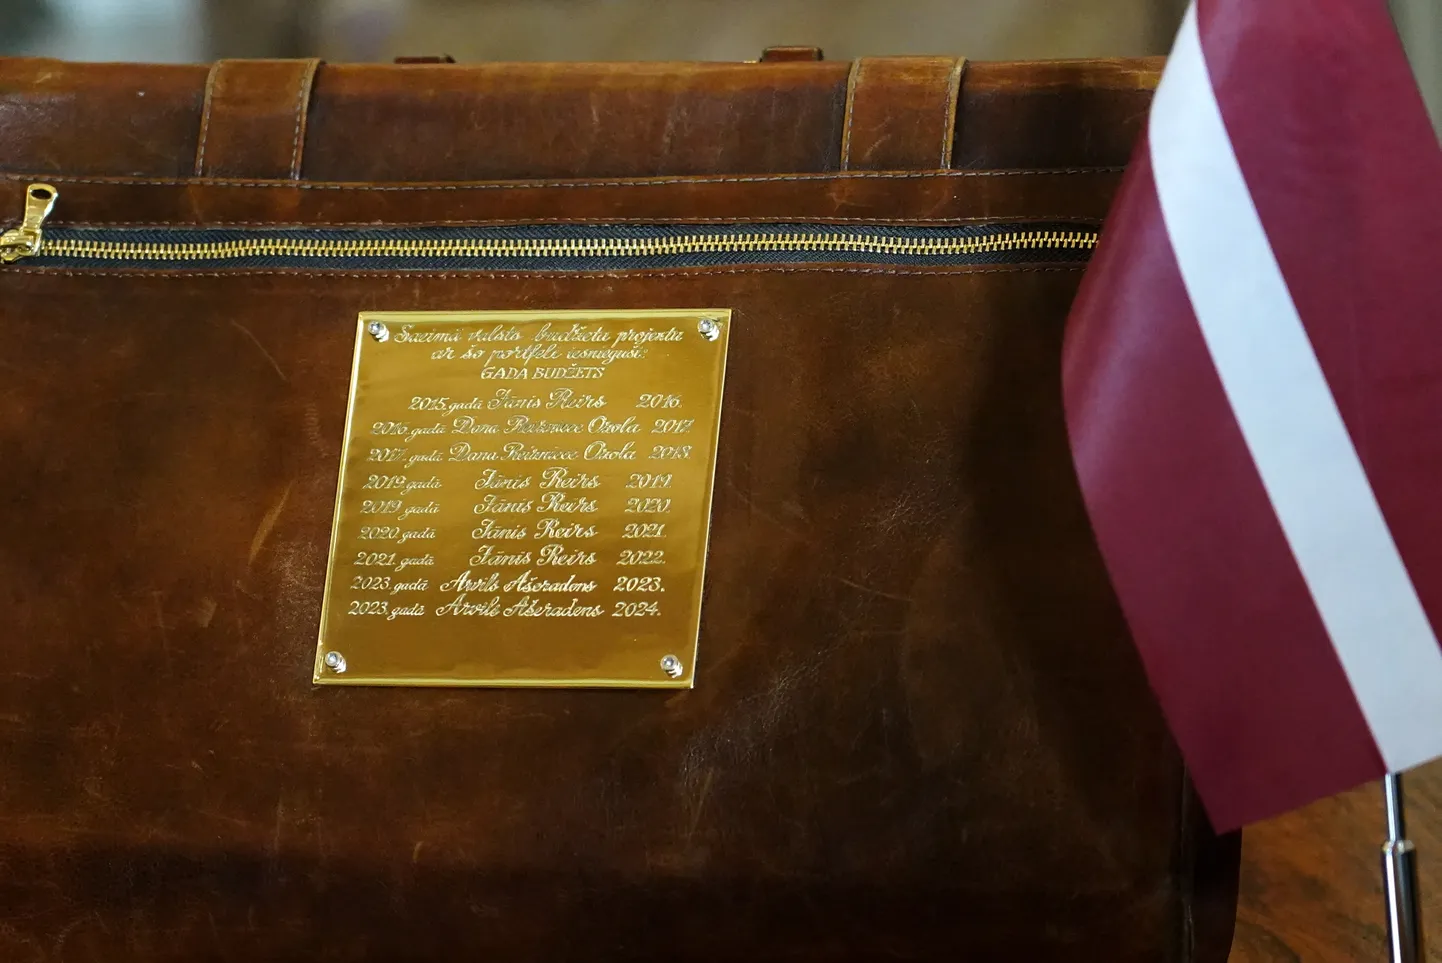 Saeimā valsts budžeta projektu
ar šo portfeli iesnieguši:
GADA BUDŽETS
2015. gadā Jānis Reirs 2016.
2016. gadā Dana Reizniece Ozola 2017.
2017. gadā Dana Reizniece Ozola 2018.
2019. gadā Jānis Reirs 2019.
2019. gadā Jānis Reirs 2020.
2020. gadā Jānis Reirs 2021.
2021. gadā Jānis Reirs 2022.
2023. gadā Arvils Ašeradens 2023.
2023. gadā Arvils Ašeradens 2024.